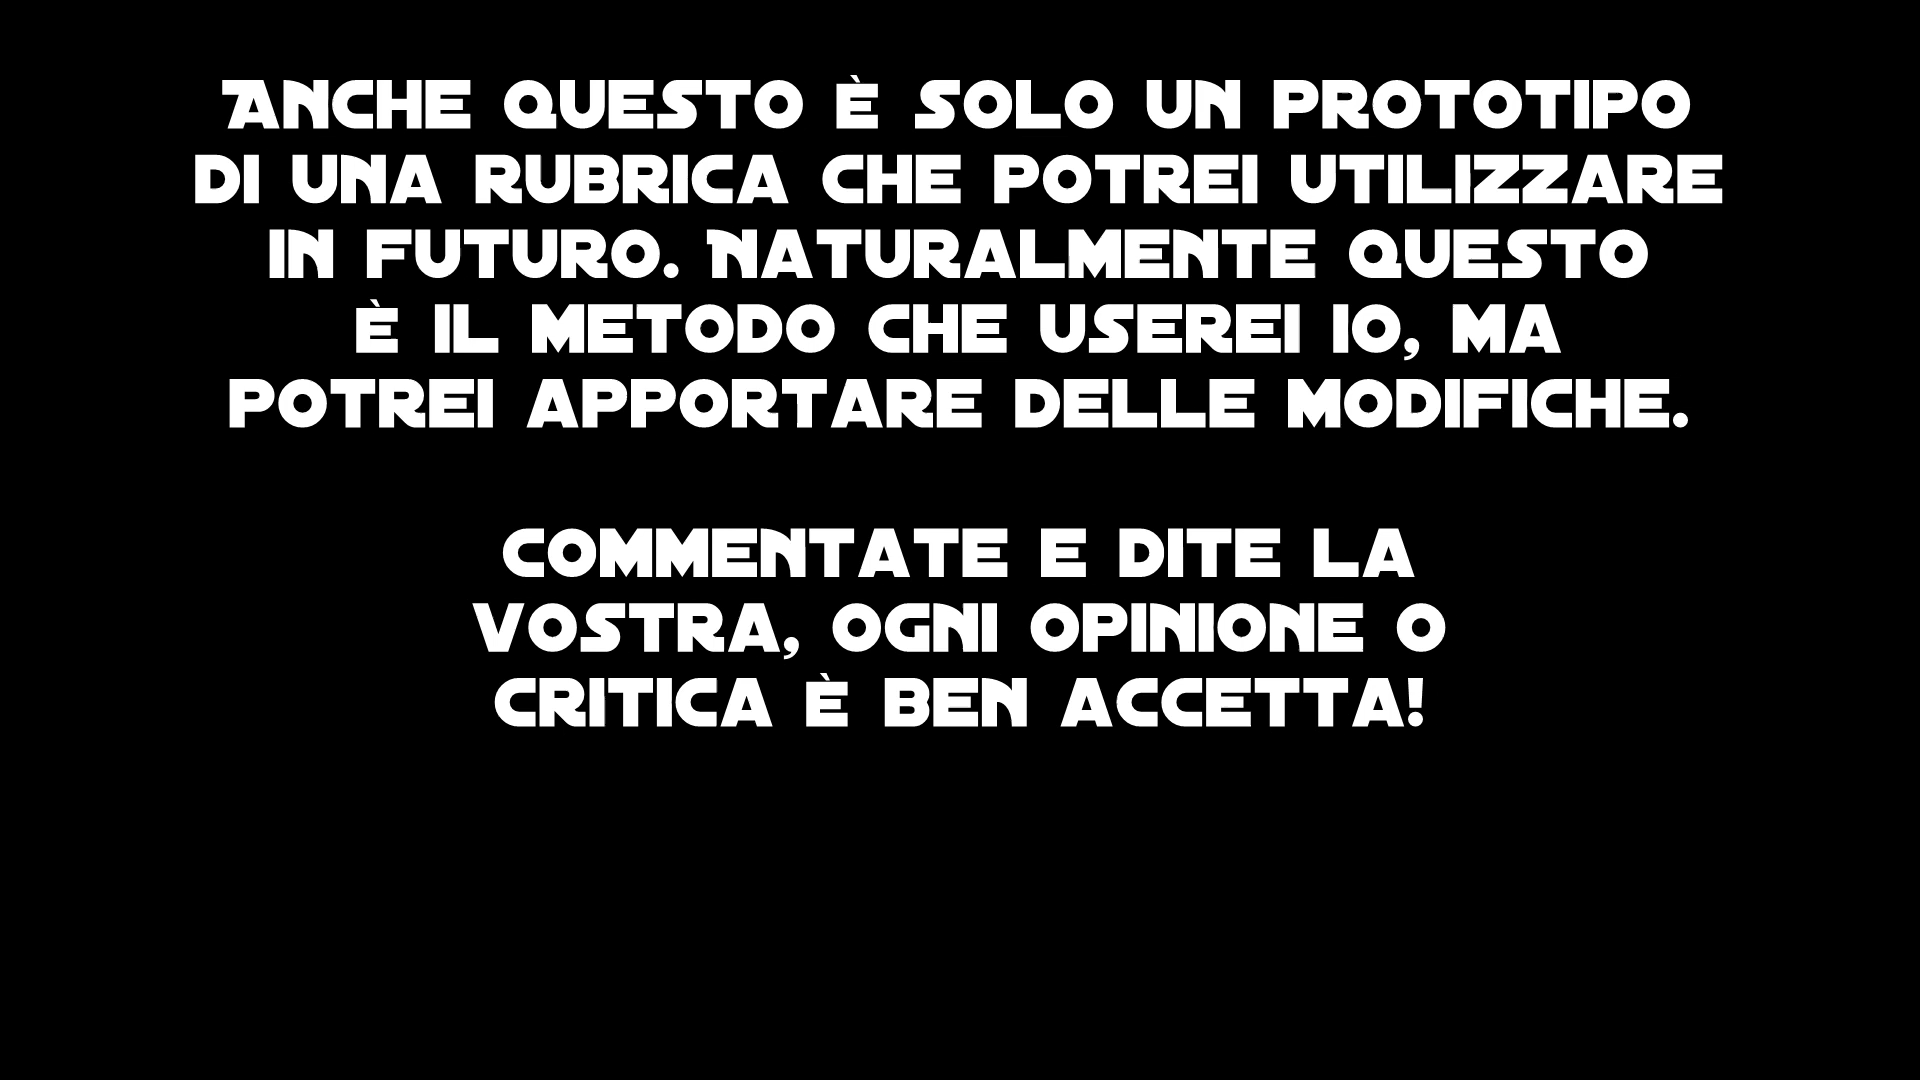 Anche questo è solo un prototipo
di una rubrica che potrei utilizzare
in futuro. Naturalmente questo
è il metodo che userei io, ma
potrei apportare delle modifiche.
commentate e dite la
vostra, ogni opinione o
critica è ben accetta!